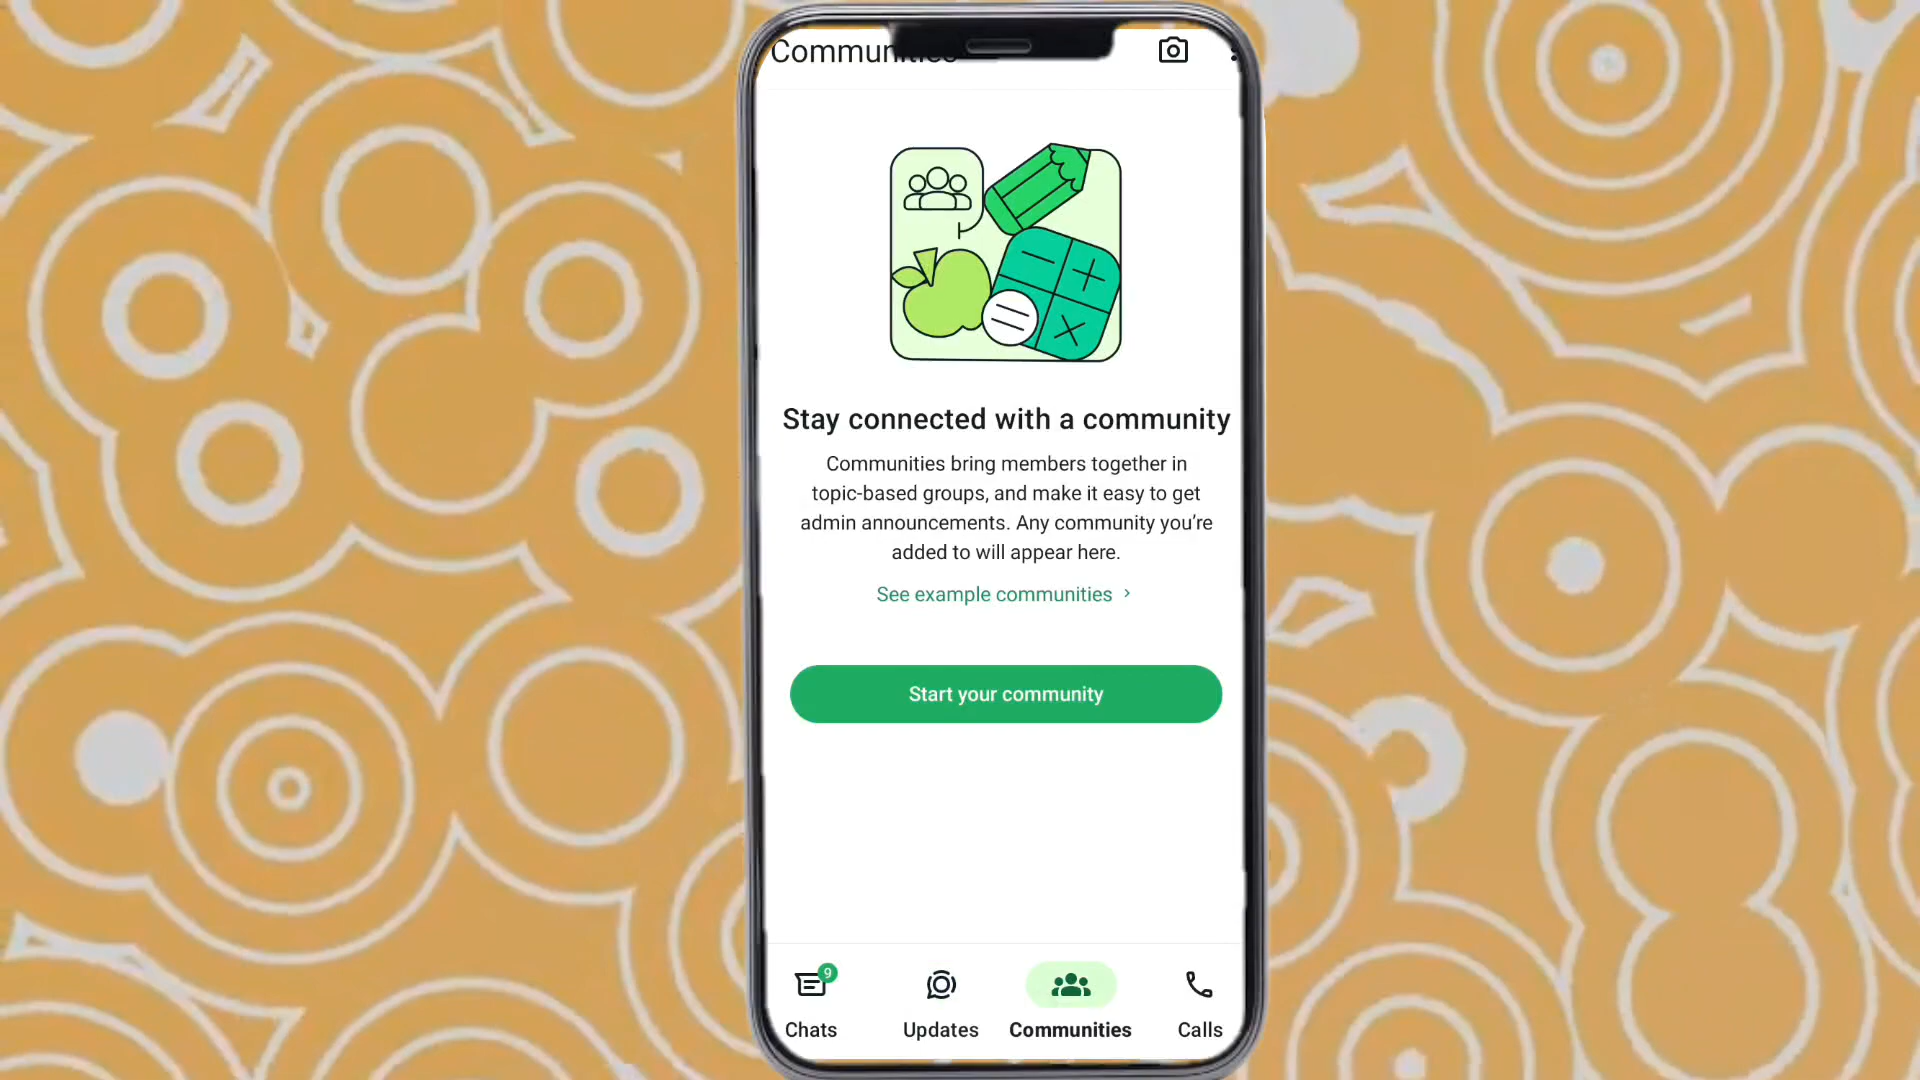 Communities
Stay connected with a community
Communities bring members together in
topic-based groups, and make it easy to get
admin announcements. Any community you’re
added to will appear here.
See example communities
Start your community
9
Chats
Updates
Communities
Calls